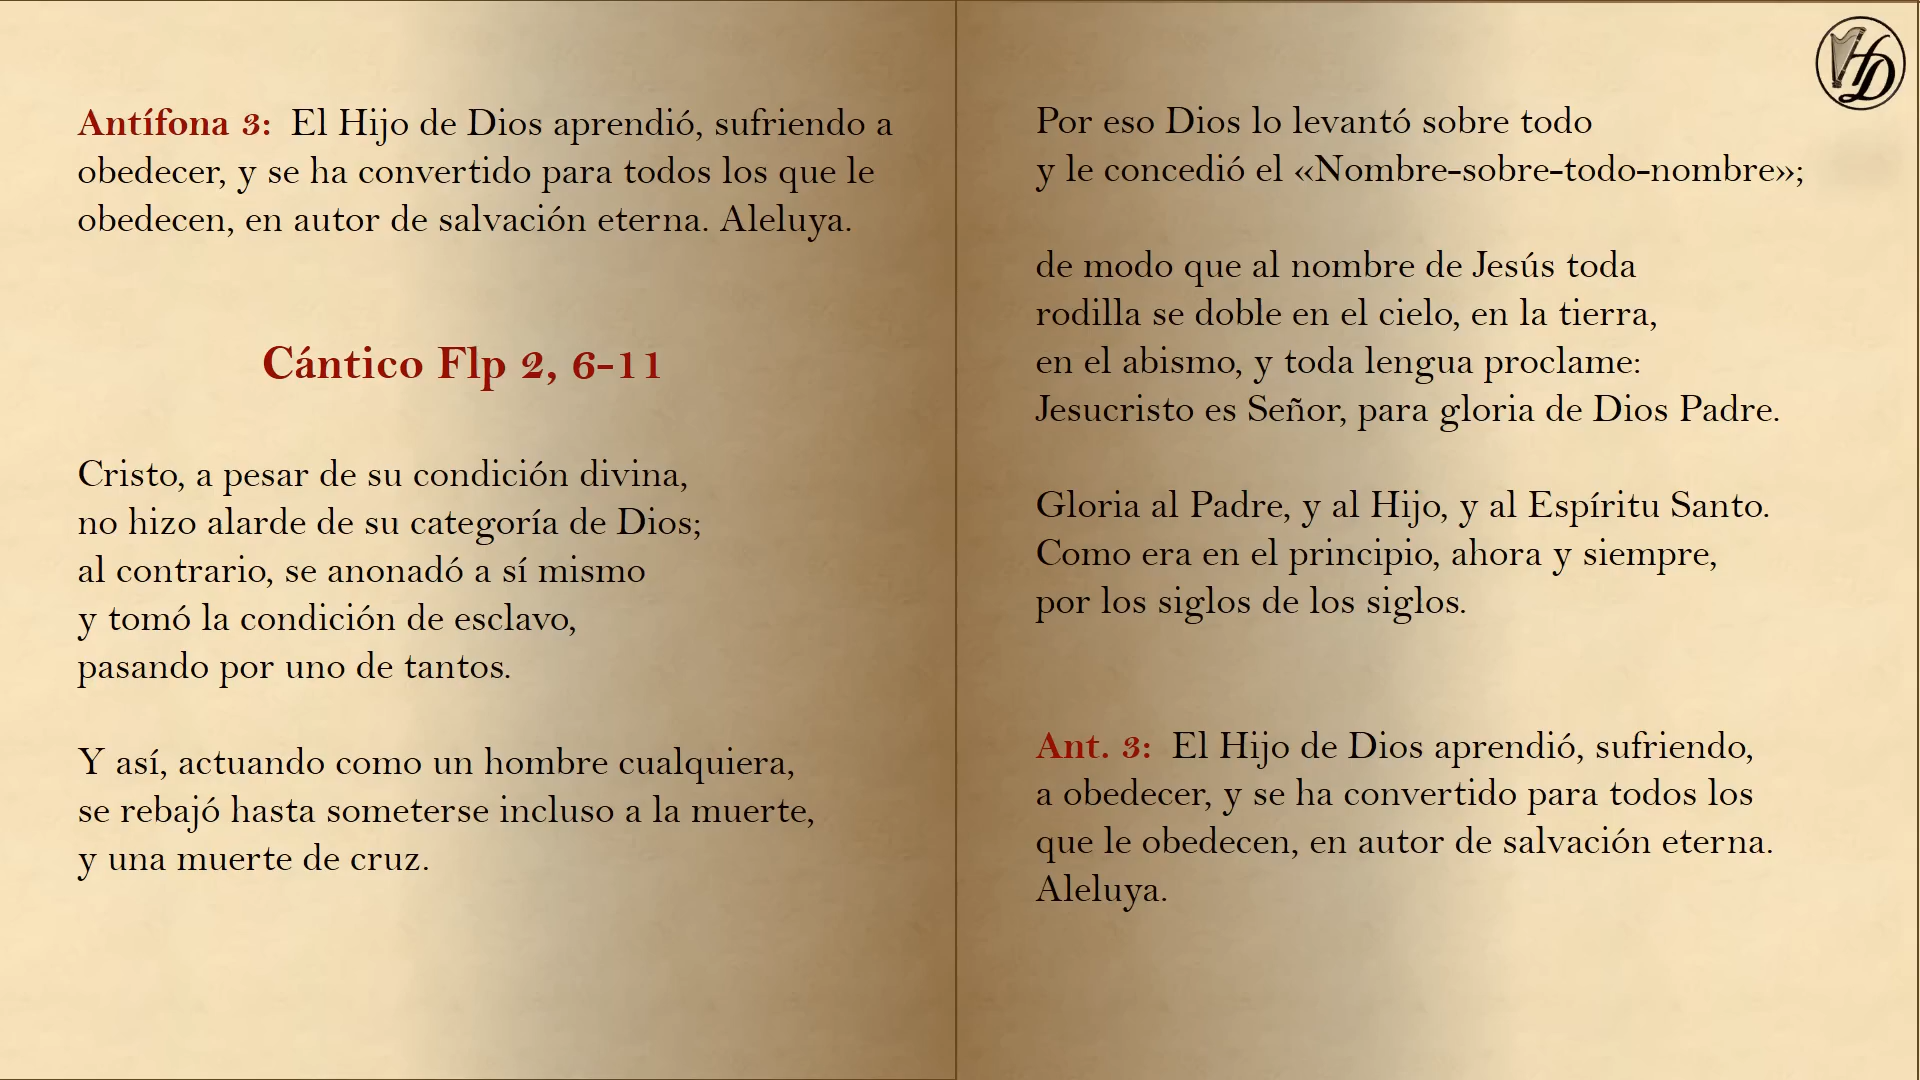 Antífona 3: El Hijo de Dios aprendió, sufriendo a
obedecer, y se ha convertido para todos los que le
obedecen, en autor de salvación eterna. Aleluya.
Cántico Flp 2, 6-11
Cristo, a pesar de su condición divina,
no hizo alarde de su categoría de Dios;
al contrario, se anonadó a sí mismo
y tomó la condición de esclavo,
pasando por uno de tantos.
Y así, actuando como un hombre cualquiera,
se rebajó hasta someterse incluso a la muerte,
y una muerte de cruz.
HD
Por eso Dios lo levantó sobre todo
y le concedió el «Nombre-sobre-todo-nombre»;
de modo que al nombre de Jesús toda
rodilla se doble en el cielo, en la tierra,
en el abismo, y toda lengua proclame:
Jesucristo es Señor, para gloria de Dios Padre.
Gloria al Padre, y al Hijo, y al Espíritu Santo.
Como era en el principio, ahora y siempre,
por los siglos de los siglos.
Ant. 3: El Hijo de Dios aprendió, sufriendo,
a obedecer, y se ha convertido para todos los
que le obedecen, en autor de salvación eterna.
Aleluya.